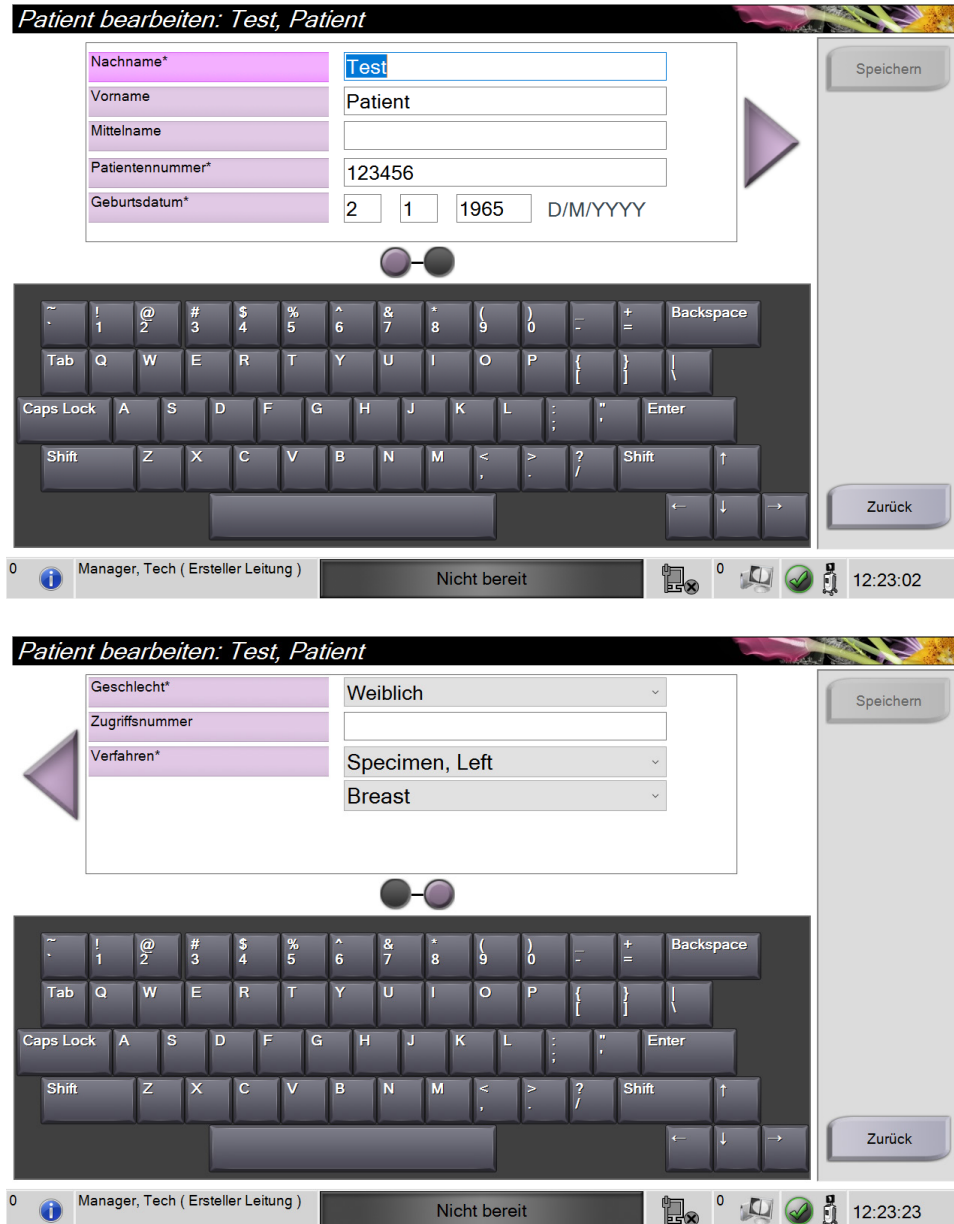 Patient bearbeiten: Test, Patient
Nachname* Test
Speichern
Vorname Patient
Mittelname
Patientennummer* 123456
Geburtsdatum* 2 1 1965 D/M/YYYY
~ ! @ # $ % ^ & * ( ) _ + Backspace
` 1 2 3 4 5 6 7 8 9 0 - =
Tab Q W E R T Y U I O P { } |
[ ] \
Caps Lock A S D F G H J K L : " Enter
; '
Shift Z X C V B N M < > ? Shift ↑
, . /
← ↓ →
Zurück
0 Manager, Tech ( Ersteller Leitung ) Nicht bereit 0 12:23:02
Patient bearbeiten: Test, Patient
Geschlecht* Weiblich
Speichern
Zugriffsnummer
Verfahren* Specimen, Left
Breast
~ ! @ # $ % ^ & * ( ) _ + Backspace
` 1 2 3 4 5 6 7 8 9 0 - =
Tab Q W E R T Y U I O P { } |
[ ] \
Caps Lock A S D F G H J K L : " Enter
; '
Shift Z X C V B N M < > ? Shift ↑
, . /
← ↓ →
Zurück
0 Manager, Tech ( Ersteller Leitung ) Nicht bereit 0 12:23:23